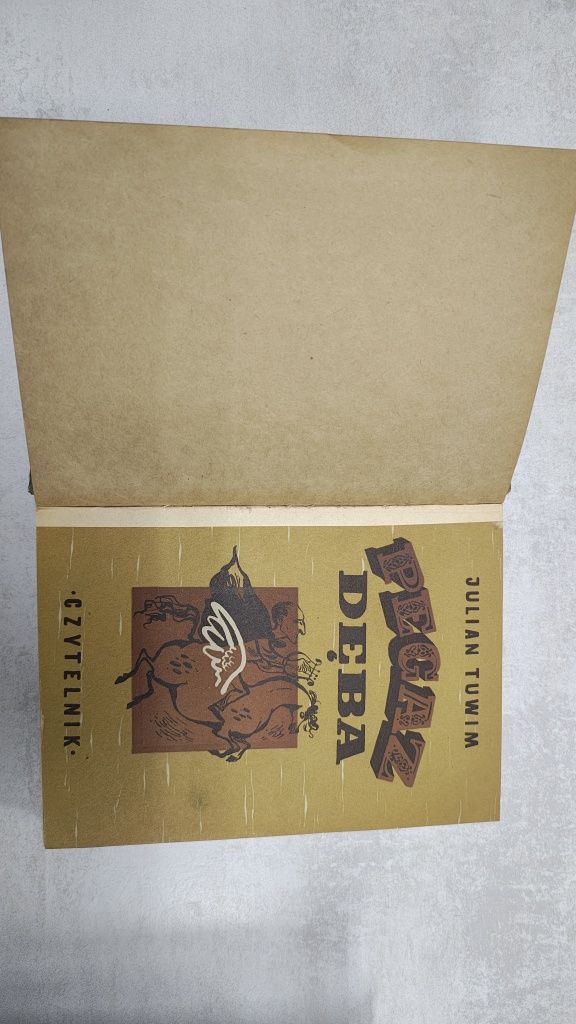 JULIAN TUWIM
PEGAZ
DĘBA
·CZYTELNIK·